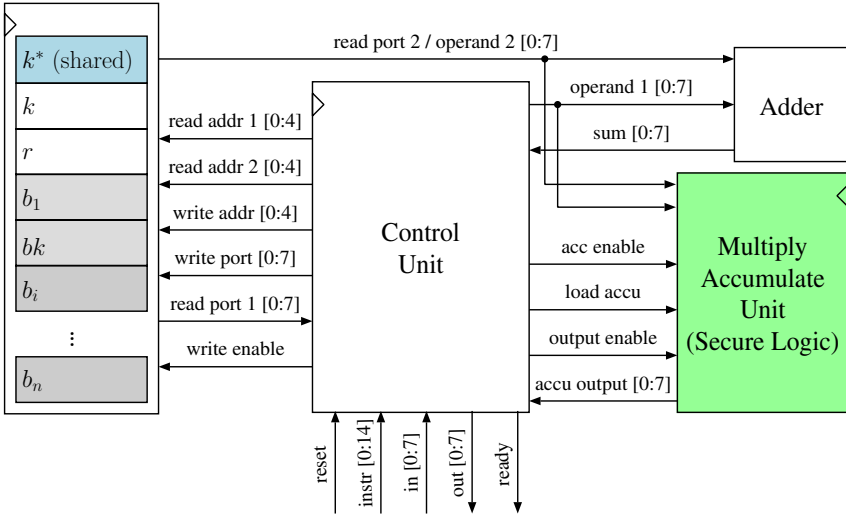 k* (shared)
k
r
b₁
bk
bᵢ
⋮
bₙ
read port 2 / operand 2 [0:7]
read addr 1 [0:4]
read addr 2 [0:4]
write addr [0:4]
write port [0:7]
read port 1 [0:7]
write enable
Control
Unit
operand 1 [0:7]
sum [0:7]
Adder
acc enable
load accu
output enable
accu output [0:7]
Multiply
Accumulate
Unit
(Secure Logic)
reset
instr [0:14]
in [0:7]
out [0:7]
ready